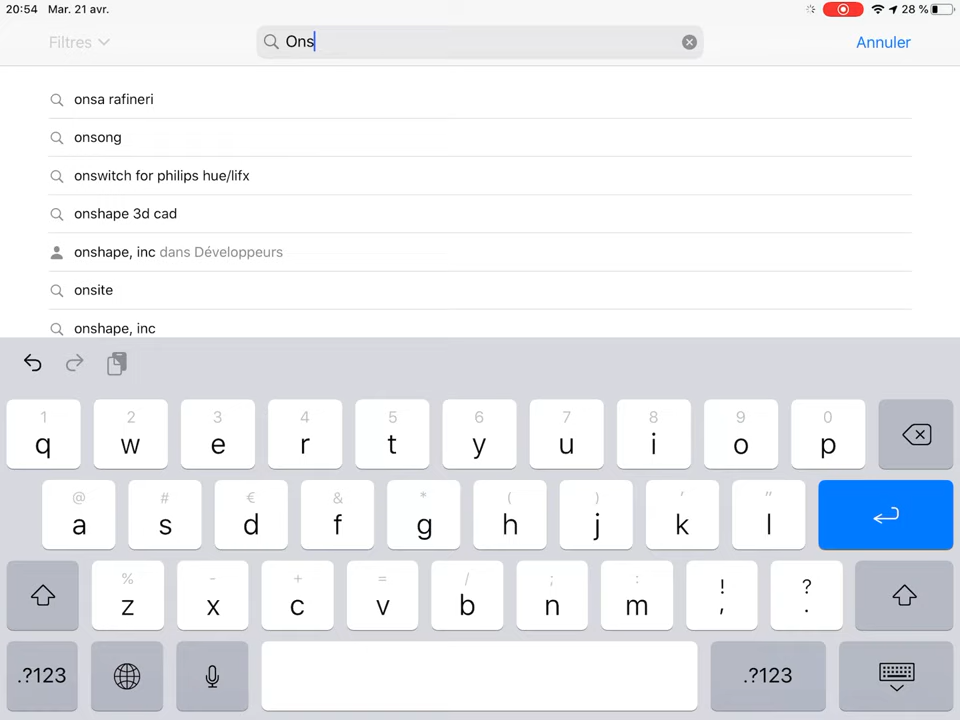 20:54 Mar. 21 avr. 28 %
Filtres Ons Annuler
onsa rafineri
onsong
onswitch for philips hue/lifx
onshape 3d cad
onshape, inc dans Développeurs
onsite
onshape, inc
1 2 3 4 5 6 7 8 9 0
q w e r t y u i o p
@ # € & * ( ) ' "
a s d f g h j k l
% - + = / ; : ! ?
z x c v b n m , .
.?123 .?123